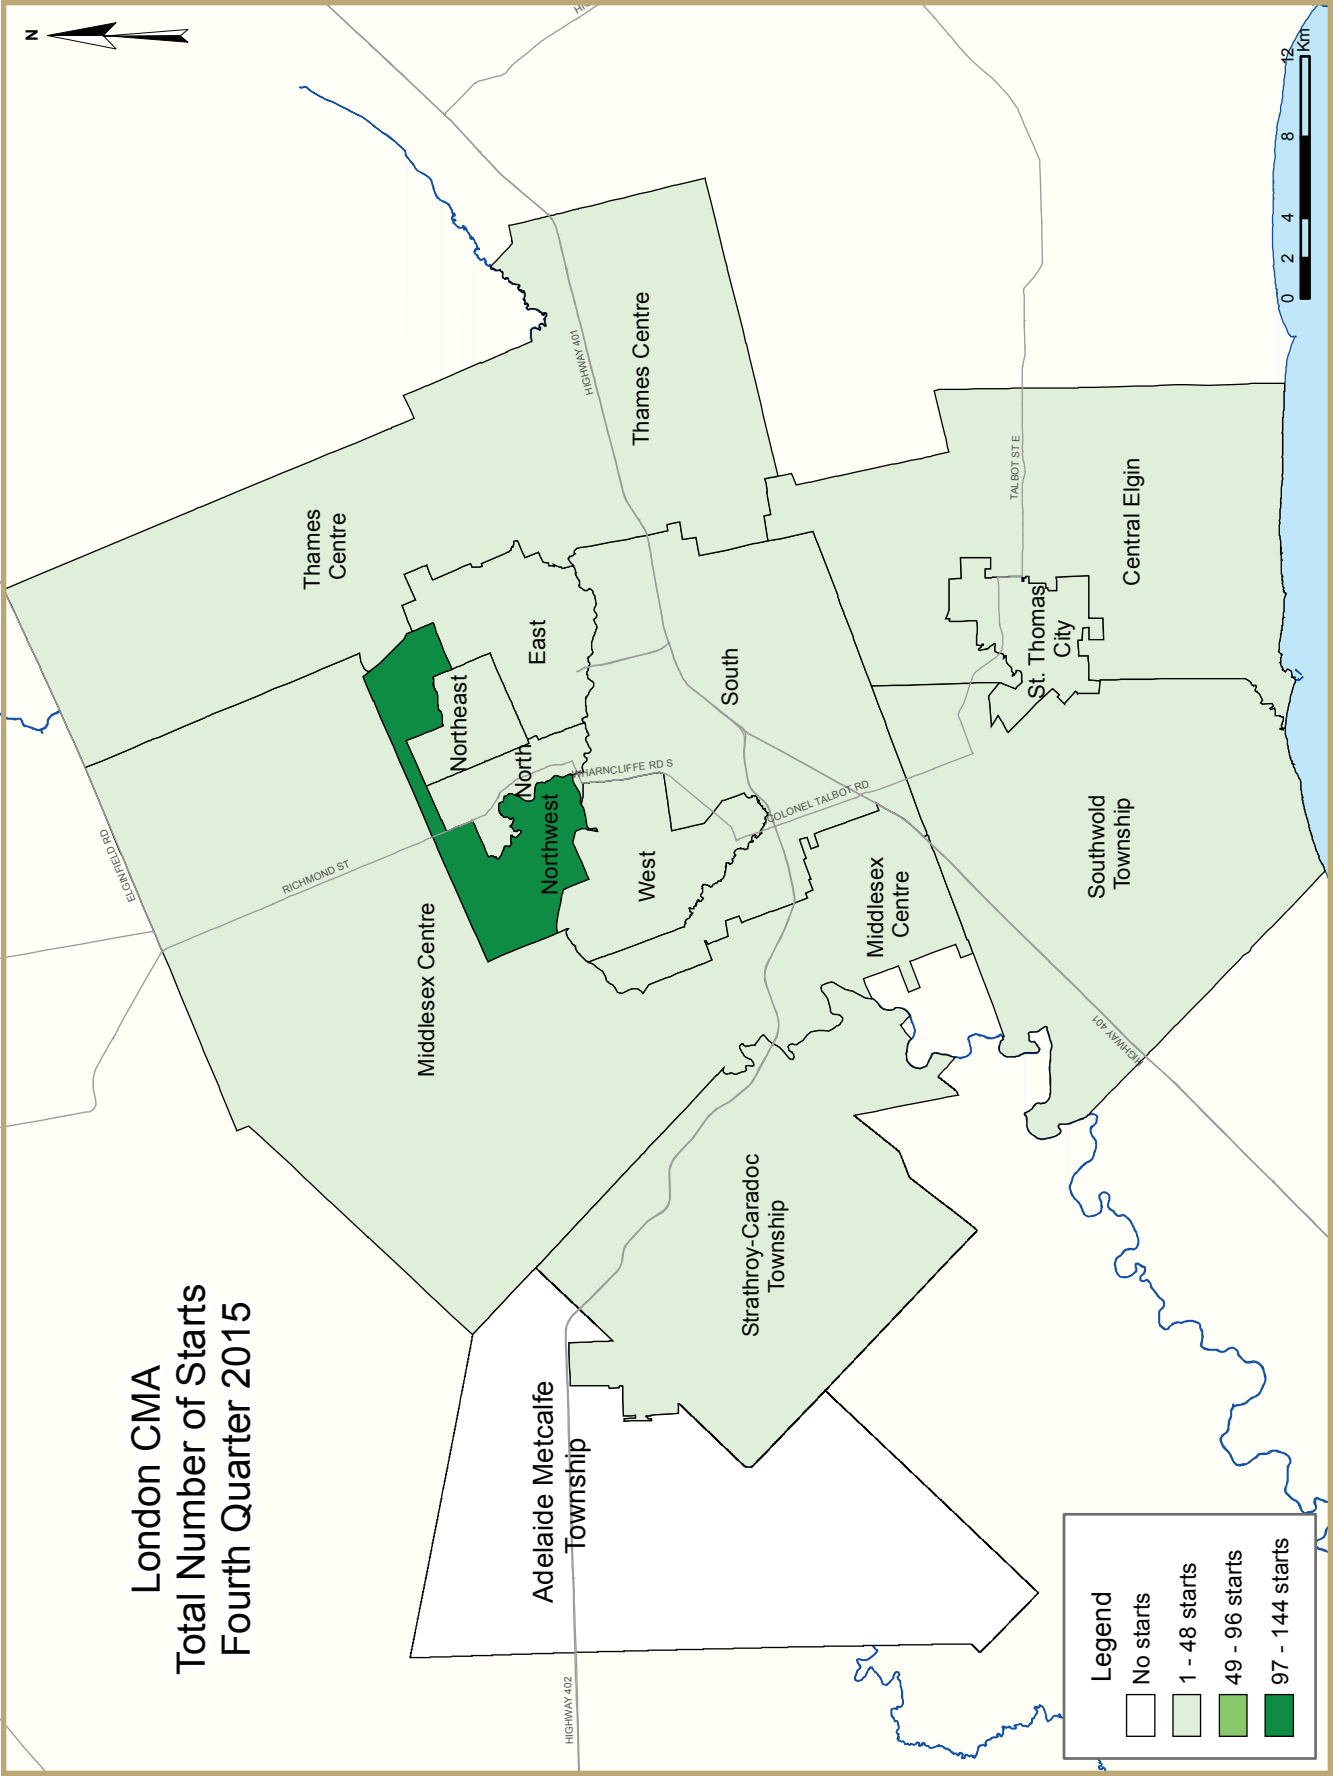 London CMA
Total Number of Starts
Fourth Quarter 2015
N
ELGINFIELD RD
RICHMOND ST
Thames
Centre
Middlesex Centre
Northeast
East
North
Northwest
HIGHWAY 401
Thames Centre
WHARNCLIFFE RD S
West
South
Adelaide Metcalfe
Township
HIGHWAY 402
Strathroy-Caradoc
Township
COLONEL TALBOT RD
Middlesex
Centre
TALBOT ST E
St. Thomas
City
Central Elgin
Southwold
Township
HIGHWAY 401
Legend
No starts
1 - 48 starts
49 - 96 starts
97 - 144 starts
0 2 4 8 12
Km